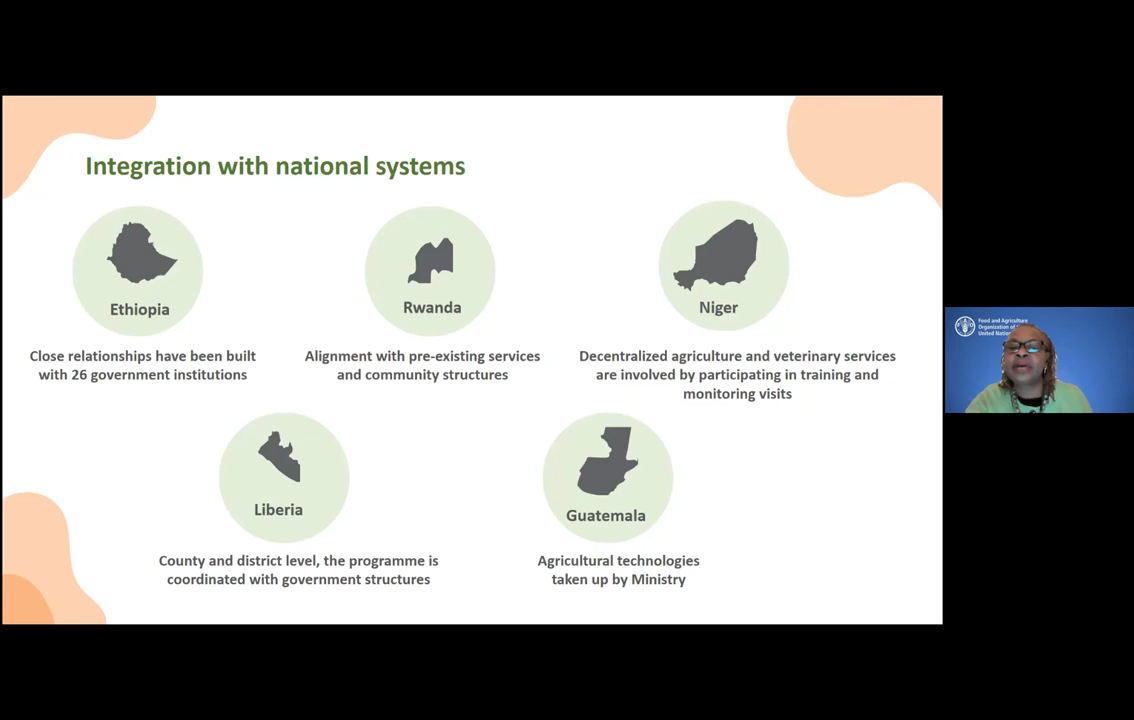 Integration with national systems
Ethiopia
Close relationships have been built
with 26 government institutions
Rwanda
Alignment with pre-existing services
and community structures
Niger
Decentralized agriculture and veterinary services
are involved by participating in training and
monitoring visits
Liberia
County and district level, the programme is
coordinated with government structures
Guatemala
Agricultural technologies
taken up by Ministry
Food and Agriculture
Organization of
United Nations